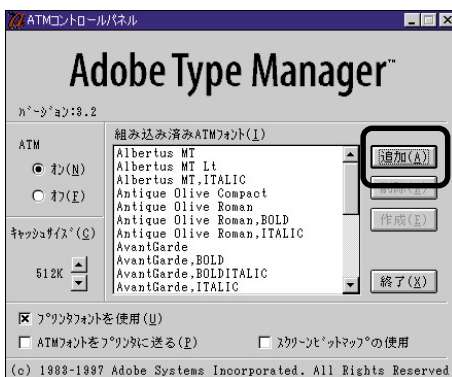 ATMコントロールパネル
Adobe Type Manager™
ﾊﾞｰｼﾞｮﾝ:3.2
ATM
オン(N)
オフ(F)
ｷｬｯｼｭｻｲｽﾞ(C)
512K
組み込み済みATMフォント(I)
Albertus MT
Albertus MT Lt
Albertus MT,ITALIC
Antique Olive Compact
Antique Olive Roman
Antique Olive Roman,BOLD
Antique Olive Roman,ITALIC
AvantGarde
AvantGarde,BOLD
AvantGarde,BOLDITALIC
AvantGarde,ITALIC
追加(A)
削除(R)
作成(E)
終了(X)
ﾌﾟﾘﾝﾀﾌｫﾝﾄを使用(U)
ATMﾌｫﾝﾄをﾌﾟﾘﾝﾀに送る(P)
ｽｸﾘｰﾝﾋﾞｯﾄﾏｯﾌﾟの使用
(c) 1983-1997 Adobe Systems Incorporated. All Rights Reserved